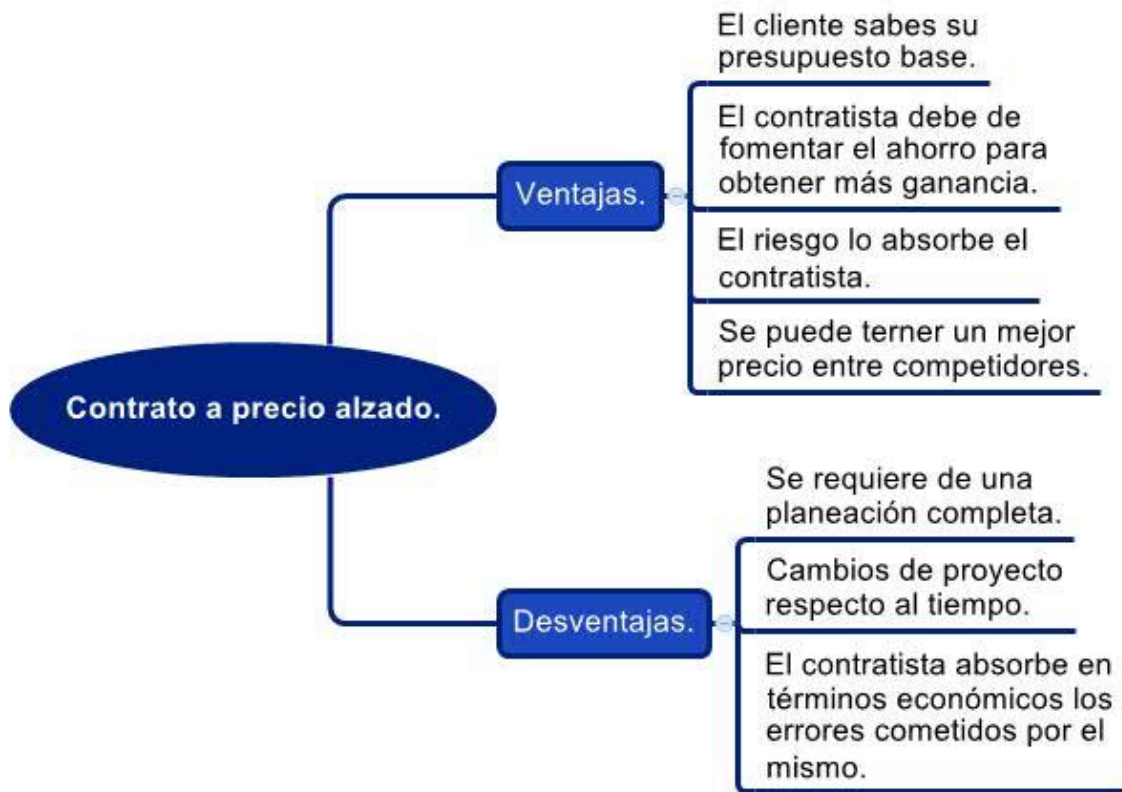 El cliente sabes su
presupuesto base.
El contratista debe de
fomentar el ahorro para
obtener más ganancia.
Ventajas.
El riesgo lo absorbe el
contratista.
Se puede terner un mejor
precio entre competidores.
Contrato a precio alzado.
Se requiere de una
planeación completa.
Cambios de proyecto
respecto al tiempo.
Desventajas.
El contratista absorbe en
términos económicos los
errores cometidos por el
mismo.